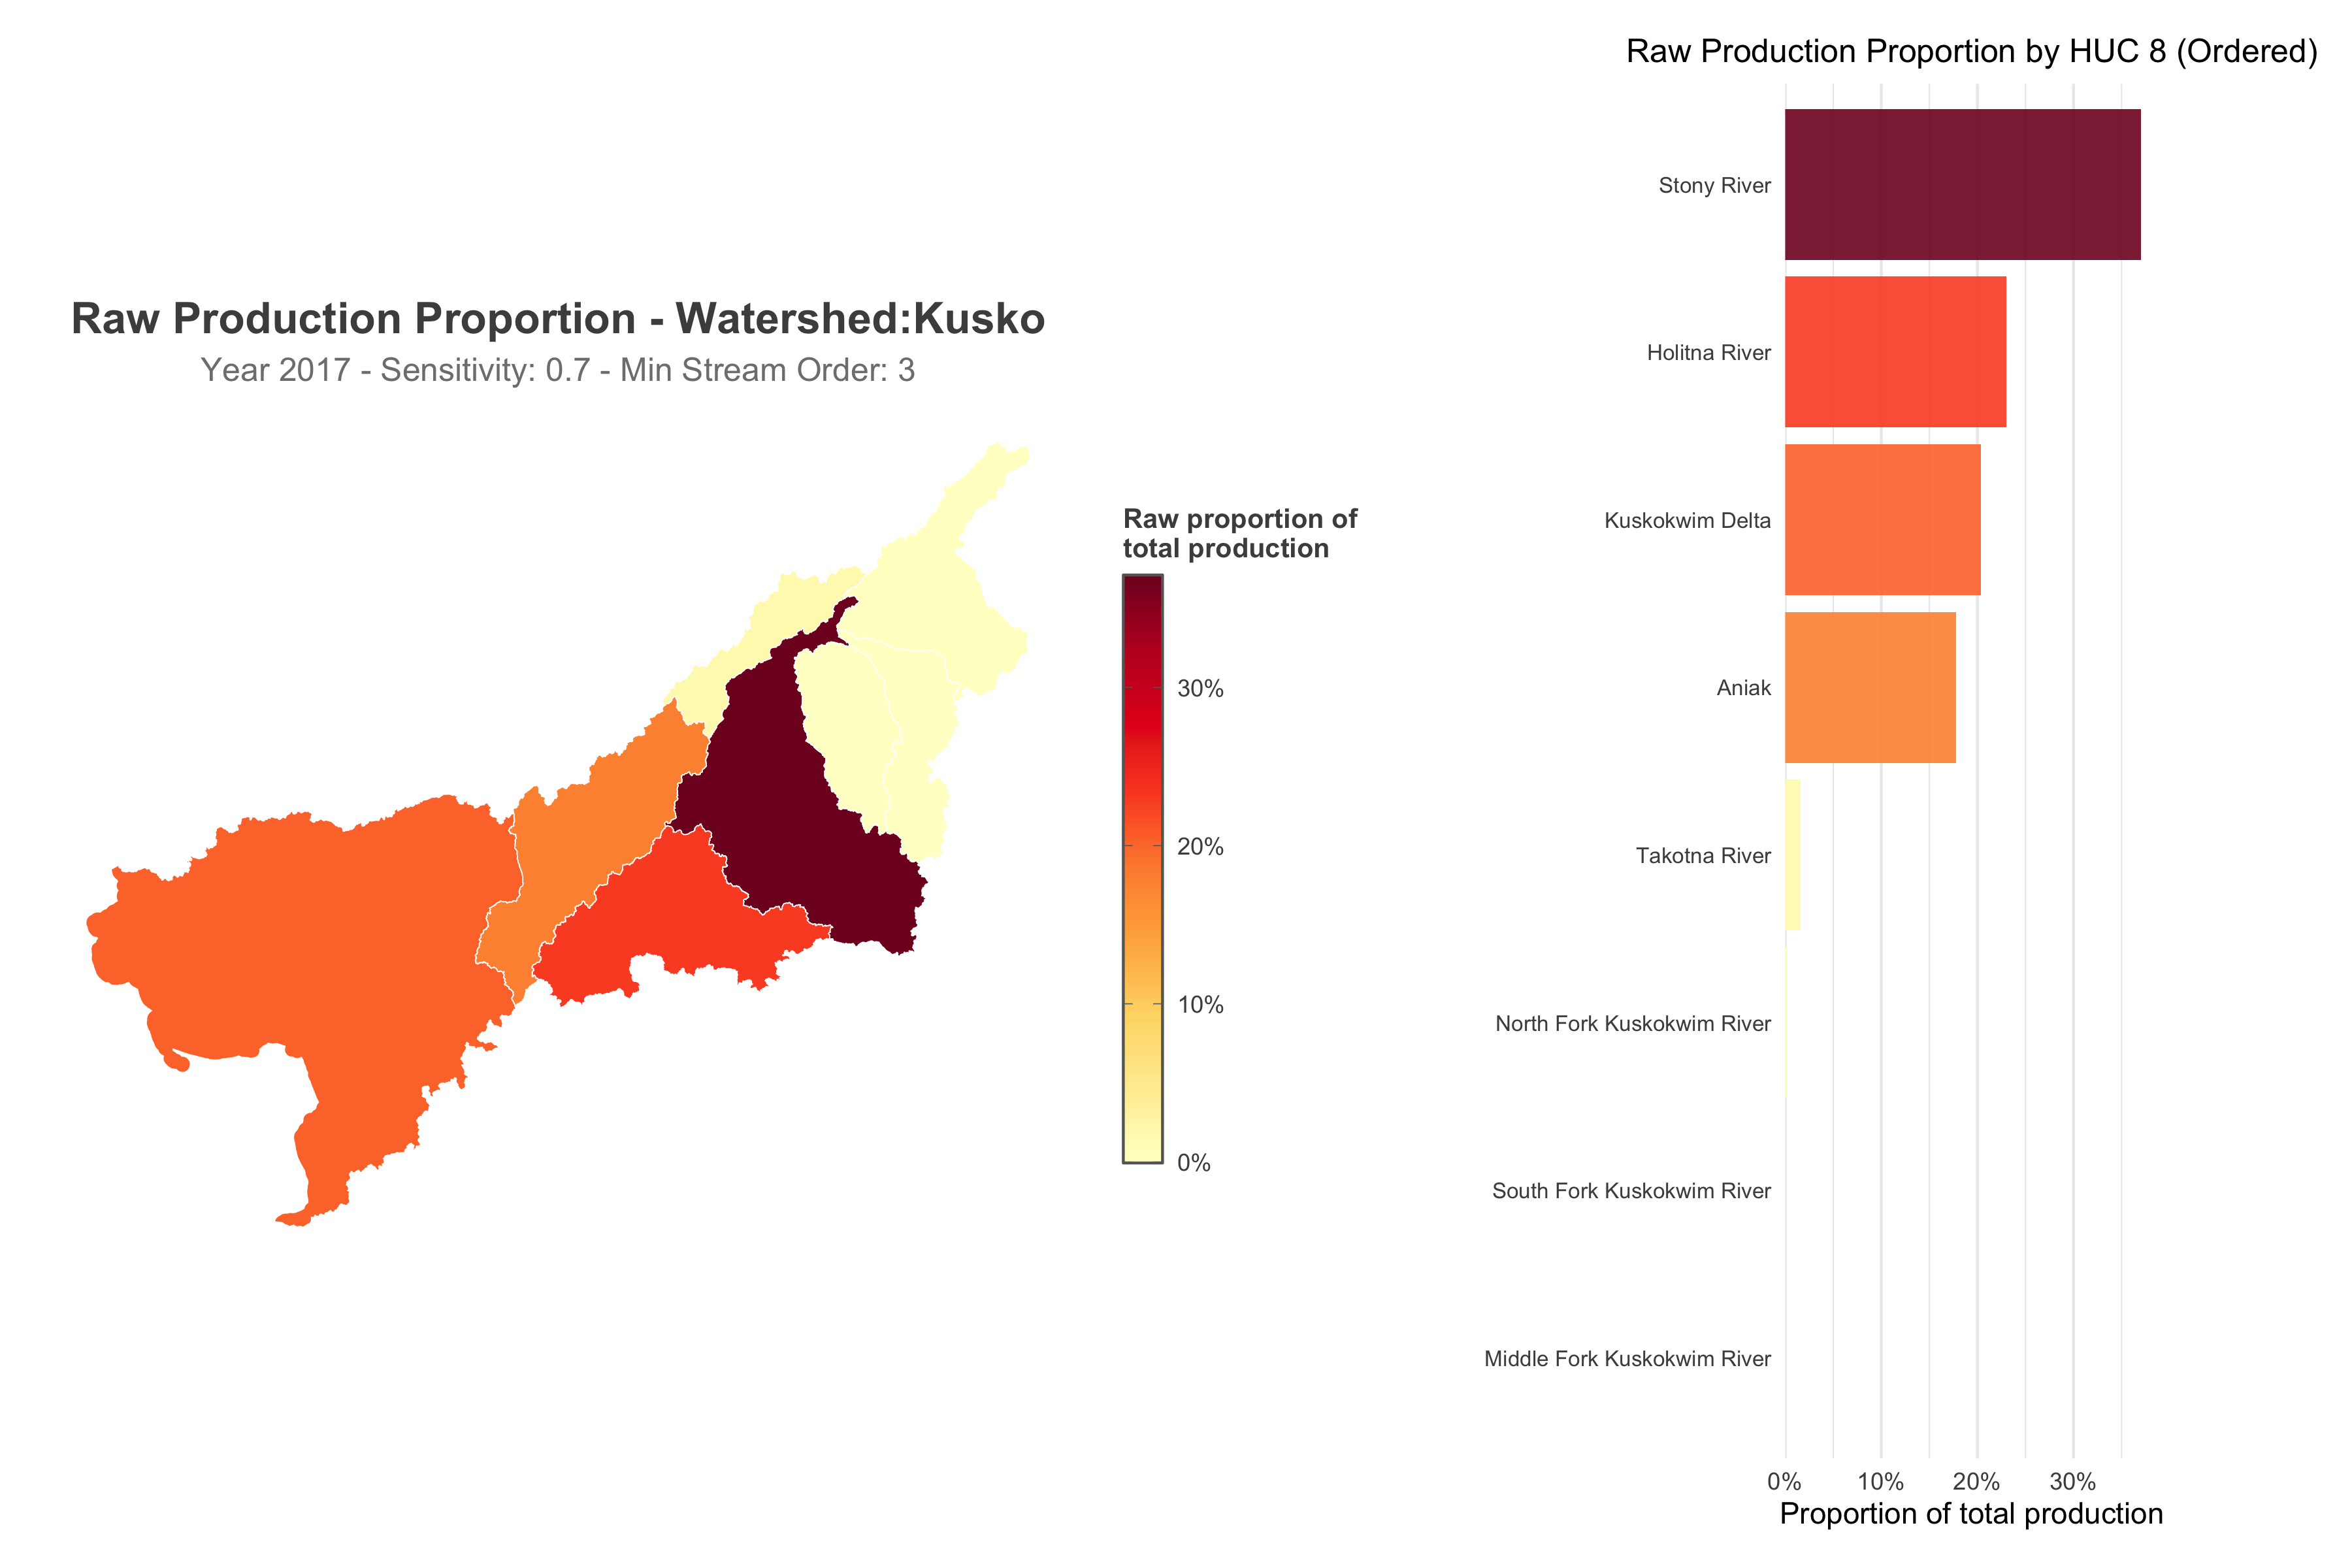 Raw Production Proportion - Watershed:Kusko
Year 2017 - Sensitivity: 0.7 - Min Stream Order: 3
Raw proportion of
total production
30%
20%
10%
0%
Raw Production Proportion by HUC 8 (Ordered)
Stony River
Holitna River
Kuskokwim Delta
Aniak
Takotna River
North Fork Kuskokwim River
South Fork Kuskokwim River
Middle Fork Kuskokwim River
0% 10% 20% 30%
Proportion of total production